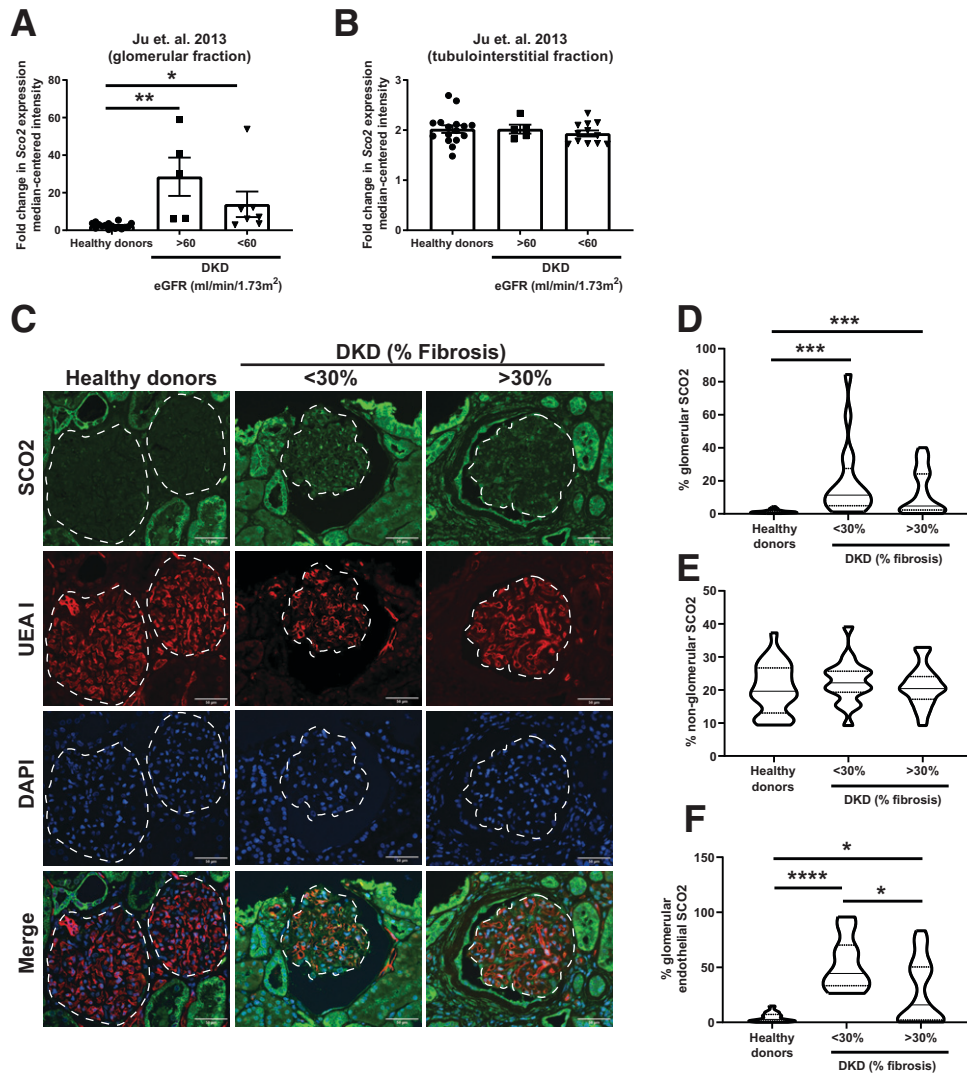 A
Ju et. al. 2013
(glomerular fraction)
Fold change in Sco2 expression
median-centered intensity
80
60
40
20
0
*
**
Healthy donors
>60
<60
DKD
eGFR (ml/min/1.73m²)
B
Ju et. al. 2013
(tubulointerstitial fraction)
Fold change in Sco2 expression
median-centered intensity
3
2
1
0
Healthy donors
>60
<60
DKD
eGFR (ml/min/1.73m²)
C
DKD (% Fibrosis)
Healthy donors
<30%
>30%
SCO2
UEA I
DAPI
Merge
D
% glomerular SCO2
100
80
60
40
20
0
***
***
Healthy
donors
<30%
>30%
DKD (% fibrosis)
E
% non-glomerular SCO2
50
40
30
20
10
0
Healthy
donors
<30%
>30%
DKD (% fibrosis)
F
% glomerular
endothelial SCO2
150
100
50
0
*
****
*
Healthy
donors
<30%
>30%
DKD (% fibrosis)